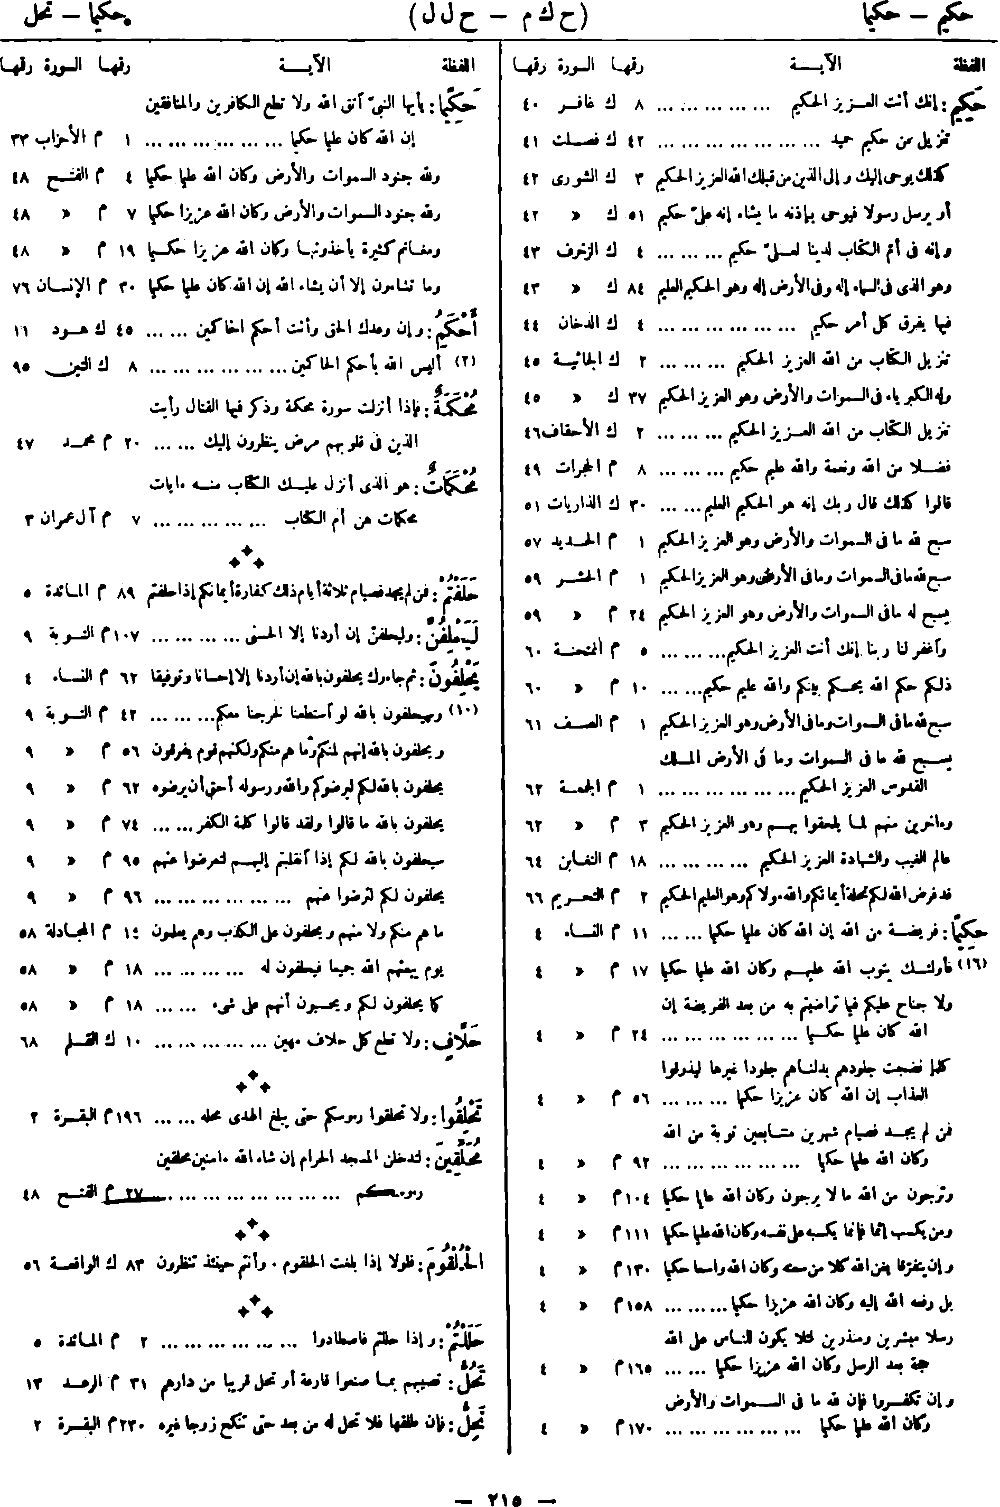 حكيم – حكيما
(ح ك م – ح ل ل)
حكيما – تحل
اللفظة الآيــة رقمها السورة رقمها
حَكِيمٌ : إنك أنت العزيز الحكيم ... ... ... ... ... ٨ ك غافر ٤٠
تنزيل من حكيم حميد ... ... ... ... ... ... ... ٤٢ ك فصلت ٤١
كذلك يوحى إليك وإلى الذين من قبلك الله العزيز الحكيم ٣ ك الشورى ٤٢
أو يرسل رسولا فيوحى بإذنه ما يشاء إنه علىّ حكيم ٥١ ك » ٤٢
وإنه فى أم الكتاب لدينا لعلىّ حكيم ... ... ... ٤ ك الزخرف ٤٣
وهو الذى فى السماء إله وفى الأرض إله وهو الحكيم العليم ٨٤ ك » ٤٣
فيها يفرق كل أمر حكيم ... ... ... ... ... ... ٤ ك الدخان ٤٤
تنزيل الكتاب من الله العزيز الحكيم ... ... ... ٢ ك الجاثية ٤٥
وله الكبرياء فى السموات والأرض وهو العزيز الحكيم ٣٧ ك » ٤٥
تنزيل الكتاب من الله العزيز الحكيم ... ... ... ٢ ك الأحقاف ٤٦
فضلا من الله ونعمة والله عليم حكيم ... ... ... ٨ م الحجرات ٤٩
قالوا كذلك قال ربك إنه هو الحكيم العليم ... ... ٣٠ ك الذاريات ٥١
سبح لله ما فى السموات والأرض وهو العزيز الحكيم ١ م الحديد ٥٧
سبح لله ما فى السموات وما فى الأرض وهو العزيز الحكيم ١ م الحشر ٥٩
يسبح له ما فى السموات والأرض وهو العزيز الحكيم ٢٤ م » ٥٩
وأغفر لنا ربنا إنك أنت العزيز الحكيم ... ... ... ٥ م الممتحنة ٦٠
ذلكم حكم الله يحكم بينكم والله عليم حكيم ... ... ١٠ م » ٦٠
سبح لله ما فى السموات وما فى الأرض وهو العزيز الحكيم ١ م الصف ٦١
يسبح لله ما فى السموات وما فى الأرض الملك
القدوس العزيز الحكيم ... ... ... ... ... ... ١ م الجمعة ٦٢
وءاخرين منهم لما يلحقوا بهم وهو العزيز الحكيم ٣ م » ٦٢
عالم الغيب والشهادة العزيز الحكيم ... ... ... ... ١٨ م التغابن ٦٤
قد فرض الله لكم تحلة أيمانكم والله مولاكم وهو العليم الحكيم ٢ م التحريم ٦٦
حَكِيمًا : فريضة من الله إن الله كان عليما حكيما ... ... ١١ م النساء ٤
(١٦) فأولئك يتوب الله عليهم وكان الله عليما حكيما ١٧ م » ٤
ولا جناح عليكم فيما تراضيتم به من بعد الفريضة إن
الله كان عليما حكيما ... ... ... ... ... ... ٢٤ م » ٤
كلما نضجت جلودهم بدلناهم جلودا غيرها ليذوقوا
العذاب إن الله كان عزيزا حكيما ... ... ... ٥٦ م » ٤
فمن لم يجد فصيام شهرين متتابعين توبة من الله
وكان الله عليما حكيما ... ... ... ... ... ... ٩٢ م » ٤
وترجون من الله ما لا يرجون وكان الله عليما حكيما ١٠٤ م » ٤
ومن يكسب إثما فإنما يكسبه على نفسه وكان الله عليما حكيما ١١١ م » ٤
وإن يتفرقا يغن الله كلا من سعته وكان الله واسعا حكيما ١٣٠ م » ٤
بل رفعه الله إليه وكان الله عزيزا حكيما ... ... ... ١٥٨ م » ٤
رسلا مبشرين ومنذرين لئلا يكون للناس على الله
حجة بعد الرسل وكان الله عزيزا حكيما ... ... ١٦٥ م » ٤
وإن تكفروا فإن لله ما فى السموات والأرض
وكان الله عليما حكيما ... ... ... ... ... ... ١٧٠ م » ٤
اللفظة الآيــة رقمها السورة رقمها
حَكِيمًا : يأيها النبىّ أتق الله ولا تطع الكافرين والمنافقين
إن الله كان عليما حكيما ... ... ... ... ... ... ١ م الأحزاب ٣٣
ولله جنود السموات والأرض وكان الله عليما حكيما ٤ م الفتح ٤٨
ولله جنود السموات والأرض وكان الله عزيزا حكيما ٧ م » ٤٨
ومغانم كثيرة يأخذونها وكان الله عزيزا حكيما ١٩ م » ٤٨
وما تشاءون إلا أن يشاء الله إن الله كان عليما حكيما ٣٠ م الإنسان ٧٦
أَحْكَمُ : وإن وعدك الحق وأنت أحكم الحاكمين ... ... ٤٥ ك هود ١١
(٢) أليس الله بأحكم الحاكمين ... ... ... ... ... ... ٨ ك التين ٩٥
مُحْكَمَةٌ : فإذا أنزلت سورة محكمة وذكر فيها القتال رأيت
الذين فى قلوبهم مرض ينظرون إليك ... ... ٢٠ م محمد ٤٧
مُحْكَمَاتٌ : هو الذى أنزل عليك الكتاب منه ءايات
محكمات هن أم الكتاب ... ... ... ... ... ٧ م آل عمران ٣
حَلَفْتُمْ : فمن لم يجد فصيام ثلاثة أيام ذلك كفارة أيمانكم إذا حلفتم ٨٩ م المائدة ٥
لَيَحْلِفُنَّ : وليحلفنّ إن أردنا إلا الحسنى ... ... ... ... ١٠٧ م التوبة ٩
يَحْلِفُونَ : ثم جاءوك يحلفون بالله إن أردنا إلا إحسانا وتوفيقا ٦٢ م النساء ٤
(١٠) وسيحلفون بالله لو أستطعنا لخرجنا معكم ... ... ٤٢ م التوبة ٩
ويحلفون بالله إنهم لمنكم وما هم منكم ولكنهم قوم يفرقون ٥٦ م » ٩
يحلفون بالله لكم ليرضوكم والله ورسوله أحق أن يرضوه ٦٢ م » ٩
يحلفون بالله ما قالوا ولقد قالوا كلمة الكفر ... ... ٧٤ م » ٩
سيحلفون بالله لكم إذا أنقلبتم إليهم لتعرضوا عنهم ٩٥ م » ٩
يحلفون لكم لترضوا عنهم ... ... ... ... ... ... ٩٦ م » ٩
ما هم منكم ولا منهم ويحلفون على الكذب وهم يعلمون ١٤ م المجادلة ٥٨
يوم يبعثهم الله جميعا فيحلفون له ... ... ... ... ١٨ م » ٥٨
كما يحلفون لكم ويحسبون أنهم على شىء ... ... ١٨ م » ٥٨
حَلَّافٍ : ولا تطع كل حلاف مهين ... ... ... ... ... ١٠ ك القلم ٦٨
تَحْلِقُوا : ولا تحلقوا رءوسكم حتى يبلغ الهدى محله ... ... ١٩٦ م البقرة ٢
مُحَلِّقِينَ : لتدخلن المسجد الحرام إن شاء الله ءامنين محلقين
رءوسكم ... ... ... ... ... ... ... ... ٢٧ م الفتح ٤٨
الْحُلْقُومَ : فلولا إذا بلغت الحلقوم . وأنتم حينئذ تنظرون ٨٣ ك الواقعة ٥٦
حَلَلْتُمْ : وإذا حللتم فاصطادوا ... ... ... ... ... ... ٢ م المائدة ٥
تَحُلُّ : تصيبهم بما صنعوا قارعة أو تحل قريبا من دارهم ٣١ م الرعد ١٣
تَحِلُّ : فإن طلقها فلا تحل له من بعد حتى تنكح زوجا غيره ٢٣٠ م البقرة ٢
– ٢١٥ –